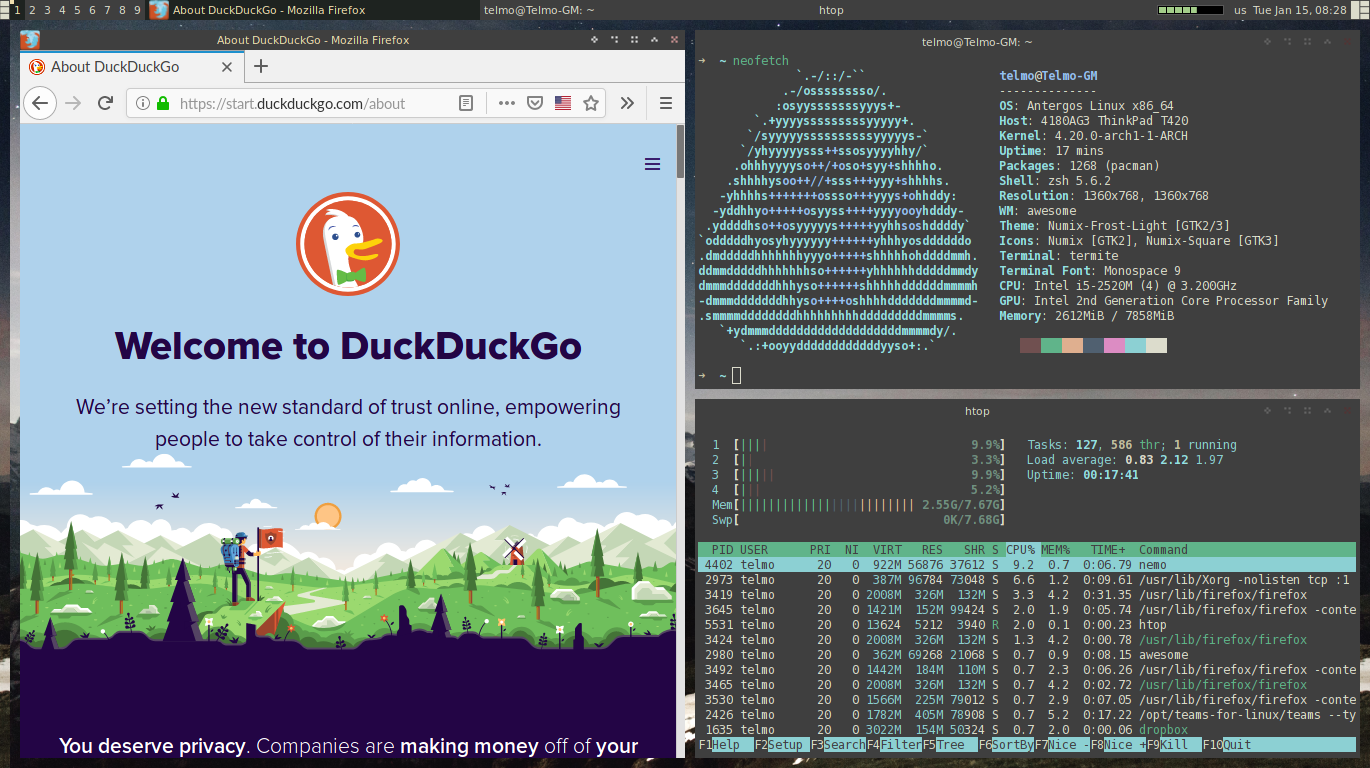 1 2 3 4 5 6 7 8 9 About DuckDuckGo - Mozilla Firefox telmo@Telmo-GM: ~ htop us Tue Jan 15, 08:28
About DuckDuckGo - Mozilla Firefox
About DuckDuckGo
https://start.duckduckgo.com/about
Welcome to DuckDuckGo
We’re setting the new standard of trust online, empowering
people to take control of their information.
You deserve privacy. Companies are making money off of your
telmo@Telmo-GM: ~
➜ ~ neofetch
telmo@Telmo-GM
--------------
OS: Antergos Linux x86_64
Host: 4180AG3 ThinkPad T420
Kernel: 4.20.0-arch1-1-ARCH
Uptime: 17 mins
Packages: 1268 (pacman)
Shell: zsh 5.6.2
Resolution: 1360x768, 1360x768
WM: awesome
Theme: Numix-Frost-Light [GTK2/3]
Icons: Numix [GTK2], Numix-Square [GTK3]
Terminal: termite
Terminal Font: Monospace 9
CPU: Intel i5-2520M (4) @ 3.200GHz
GPU: Intel 2nd Generation Core Processor Family
Memory: 2612MiB / 7858MiB
➜ ~
htop
1 [|||| 9.9%] Tasks: 127, 586 thr; 1 running
2 [|| 3.3%] Load average: 0.83 2.12 1.97
3 [||||| 9.9%] Uptime: 00:17:41
4 [||| 5.2%]
Mem[||||||||||||||||||||||||| 2.55G/7.67G]
Swp[ 0K/7.68G]
PID USER PRI NI VIRT RES SHR S CPU% MEM% TIME+ Command
4402 telmo 20 0 922M 56876 37612 S 9.2 0.7 0:06.79 nemo
2973 telmo 20 0 387M 96784 73048 S 6.6 1.2 0:09.61 /usr/lib/Xorg -nolisten tcp :1
3419 telmo 20 0 2008M 326M 132M S 3.3 4.2 0:31.35 /usr/lib/firefox/firefox
3645 telmo 20 0 1421M 152M 99424 S 2.0 1.9 0:05.74 /usr/lib/firefox/firefox -conte
5531 telmo 20 0 13624 5212 3940 R 2.0 0.1 0:00.23 htop
3424 telmo 20 0 2008M 326M 132M S 1.3 4.2 0:00.78 /usr/lib/firefox/firefox
2980 telmo 20 0 362M 69268 21068 S 0.7 0.9 0:08.15 awesome
3492 telmo 20 0 1442M 184M 110M S 0.7 2.3 0:06.26 /usr/lib/firefox/firefox -conte
3465 telmo 20 0 2008M 326M 132M S 0.7 4.2 0:02.72 /usr/lib/firefox/firefox
3530 telmo 20 0 1566M 225M 79012 S 0.7 2.9 0:07.05 /usr/lib/firefox/firefox -conte
2426 telmo 20 0 1782M 405M 78908 S 0.7 5.2 0:17.22 /opt/teams-for-linux/teams --ty
1635 telmo 20 0 3022M 154M 50324 S 0.7 2.0 0:00.06 dropbox
F1Help F2Setup F3SearchF4FilterF5Tree F6SortByF7Nice -F8Nice +F9Kill F10Quit